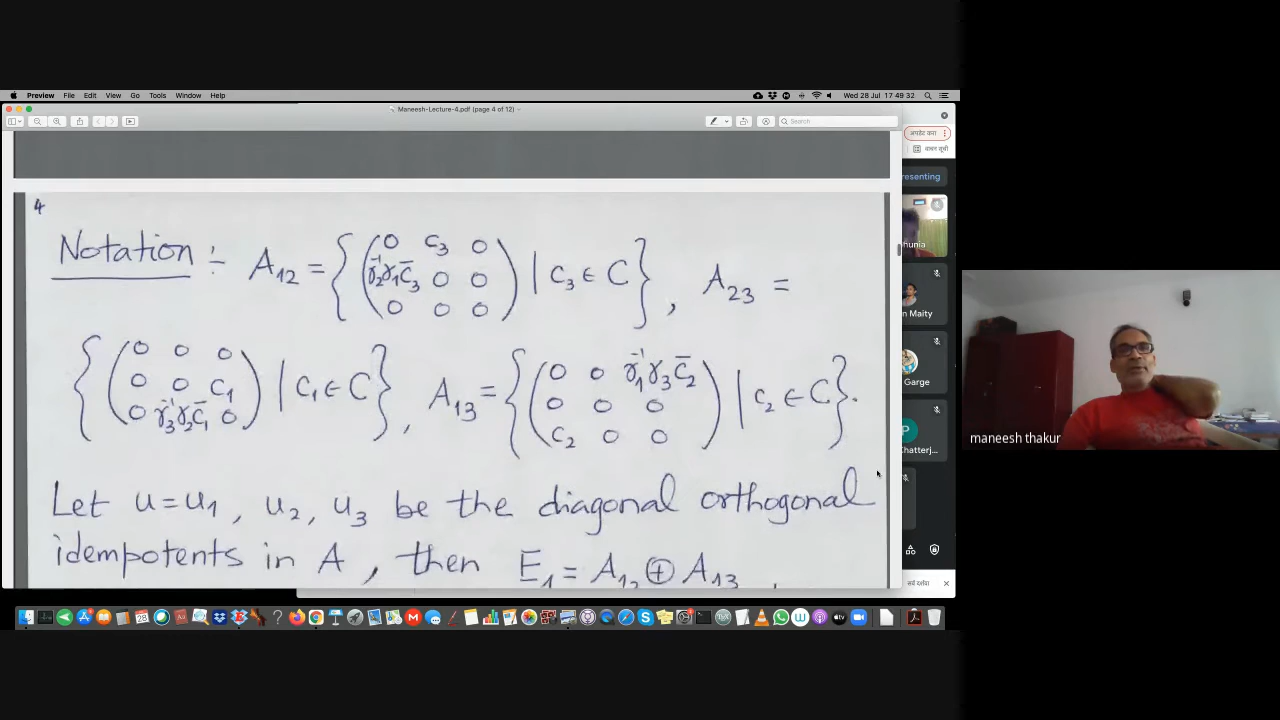 Preview File Edit View Go Tools Window Help
Wed 28 Jul 17 49 32
Maneesh-Lecture-4.pdf (page 4 of 12)
Search
4
Notation :- A₁₂ = { ( 0 c₃ 0
γ₂⁻¹γ₁c̄₃ 0 0
0 0 0 ) | c₃ ∈ C } , A₂₃ =
{ ( 0 0 0
0 0 c₁
0 γ₃⁻¹γ₂c̄₁ 0 ) | c₁ ∈ C } , A₁₃ = { ( 0 0 γ₁⁻¹γ₃c̄₂
0 0 0
c₂ 0 0 ) | c₂ ∈ C } .
Let u = u₁ , u₂ , u₃ be the diagonal orthogonal
idempotents in A , then E₁ = A₁₂ ⊕ A₁₃ ,
resenting
hunia
n Maity
Garge
Chatterj...
maneesh thakur